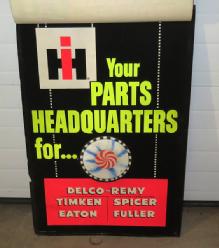 IH
Your
PARTS
HEADQUARTERS
for...
DELCO-REMY
TIMKEN SPICER
EATON FULLER